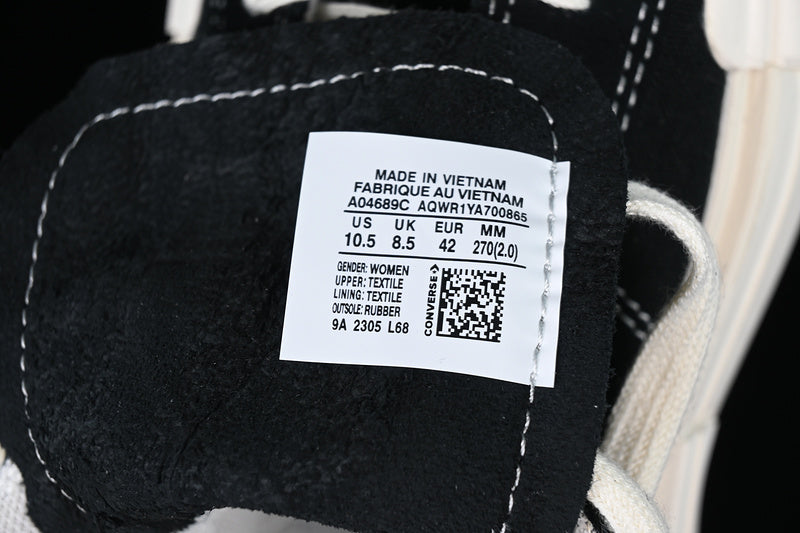 MADE IN VIETNAM
FABRIQUE AU VIETNAM
A04689C AQWR1YA700865
US UK EUR MM
10.5 8.5 42 270(2.0)
GENDER: WOMEN
UPPER: TEXTILE
LINING: TEXTILE
OUTSOLE: RUBBER
9A 2305 L68
CONVERSE